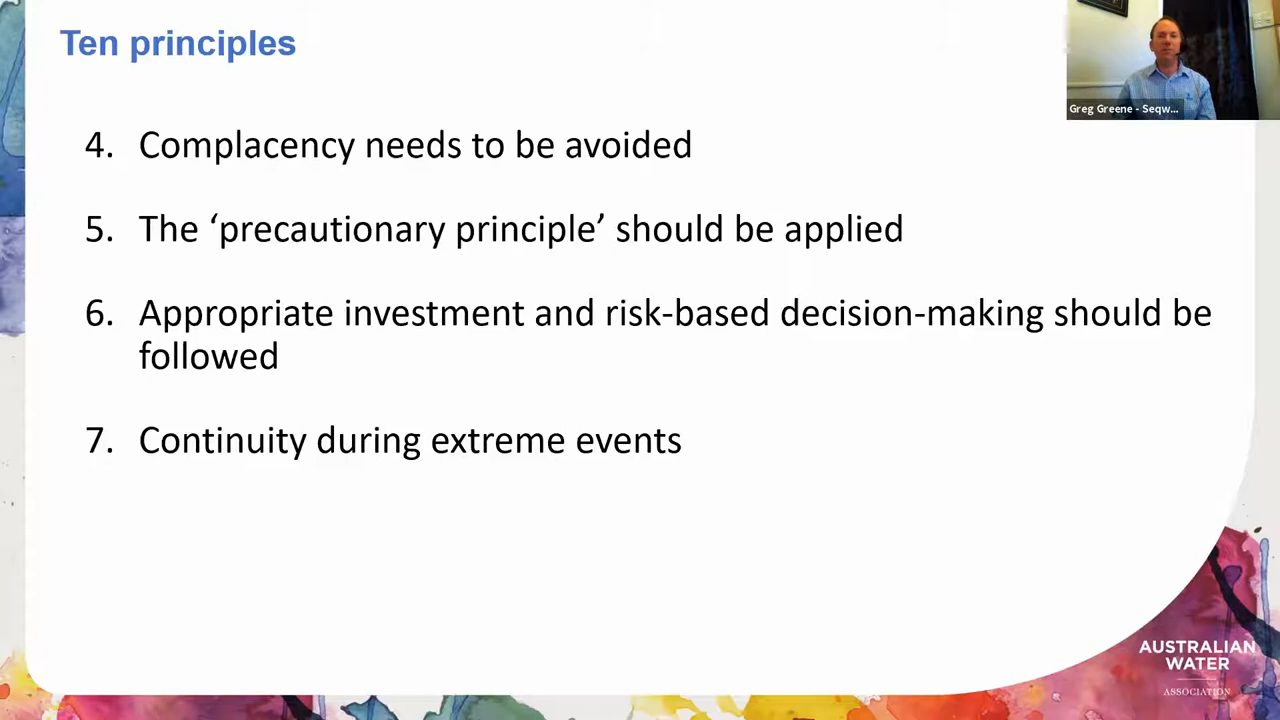 Ten principles
Greg Greene - Seqw...
4. Complacency needs to be avoided
5. The ‘precautionary principle’ should be applied
6. Appropriate investment and risk-based decision-making should be
followed
7. Continuity during extreme events
AUSTRALIAN
WATER
ASSOCIATION